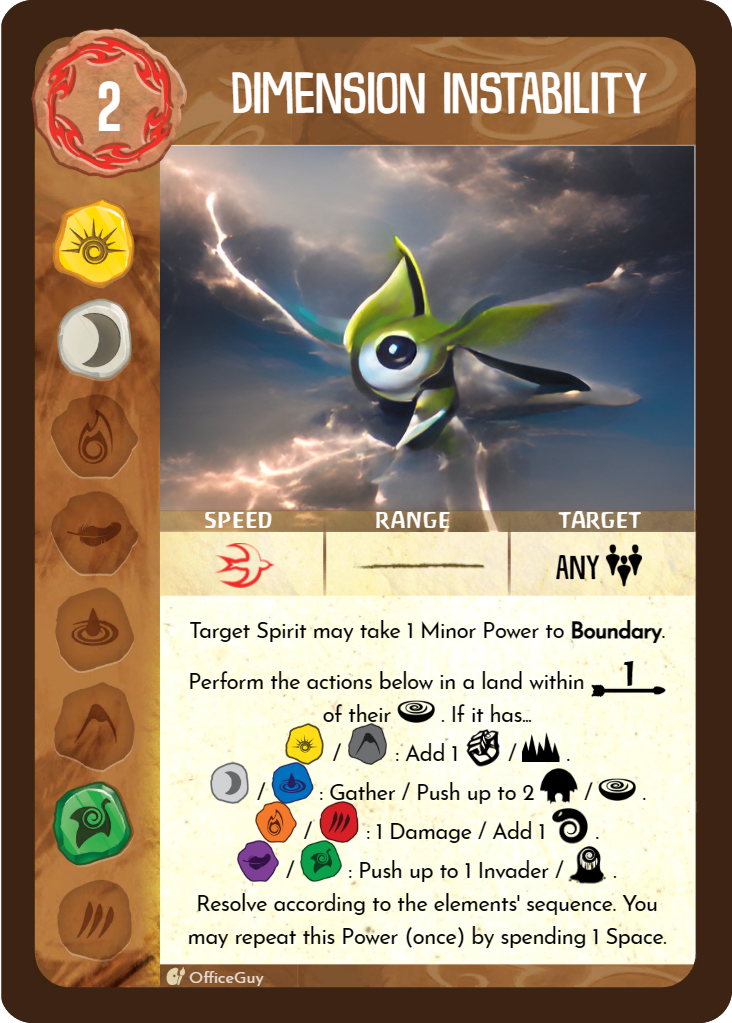 2
DIMENSION INSTABILITY
SPEED RANGE TARGET
ANY
Target Spirit may take 1 Minor Power to Boundary.
Perform the actions below in a land within 1
of their . If it has...
/ : Add 1 / .
/ : Gather / Push up to 2 / .
/ : 1 Damage / Add 1 .
/ : Push up to 1 Invader / .
Resolve according to the elements' sequence. You
may repeat this Power (once) by spending 1 Space.
OfficeGuy